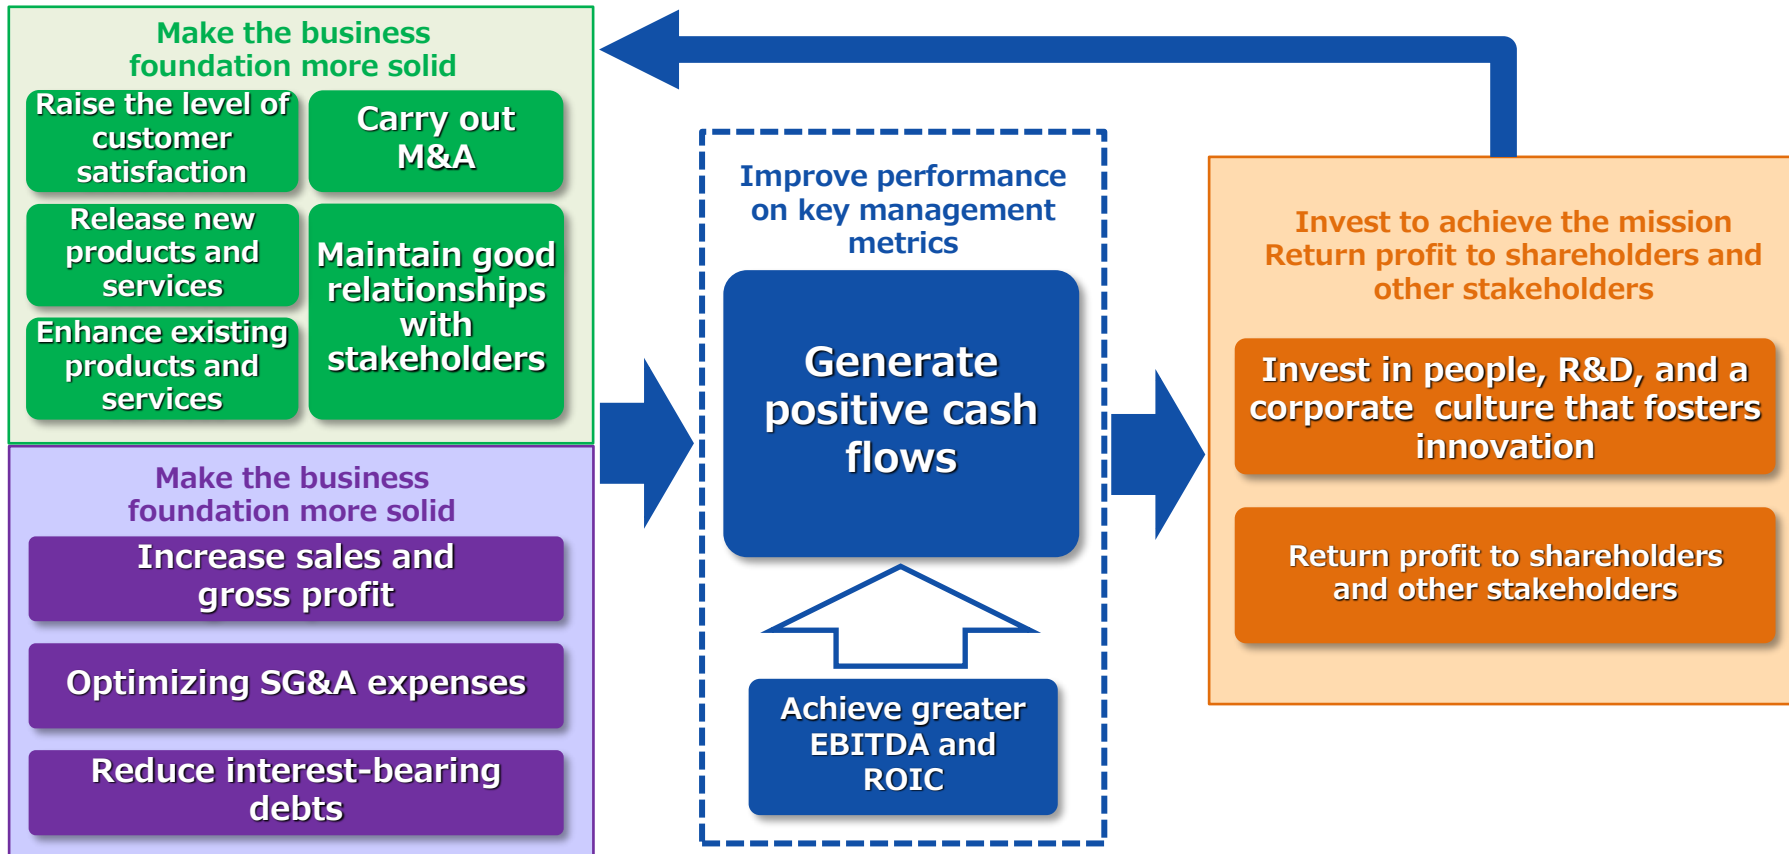 Make the business
foundation more solid
Raise the level of
customer
satisfaction
Carry out
M&A
Release new
products and
services
Maintain good
relationships
with
stakeholders
Enhance existing
products and
services
Make the business
foundation more solid
Increase sales and
gross profit
Optimizing SG&A expenses
Reduce interest-bearing
debts
Improve performance
on key management
metrics
Generate
positive cash
flows
Achieve greater
EBITDA and
ROIC
Invest to achieve the mission
Return profit to shareholders and
other stakeholders
Invest in people, R&D, and a
corporate  culture that fosters
innovation
Return profit to shareholders
and other stakeholders